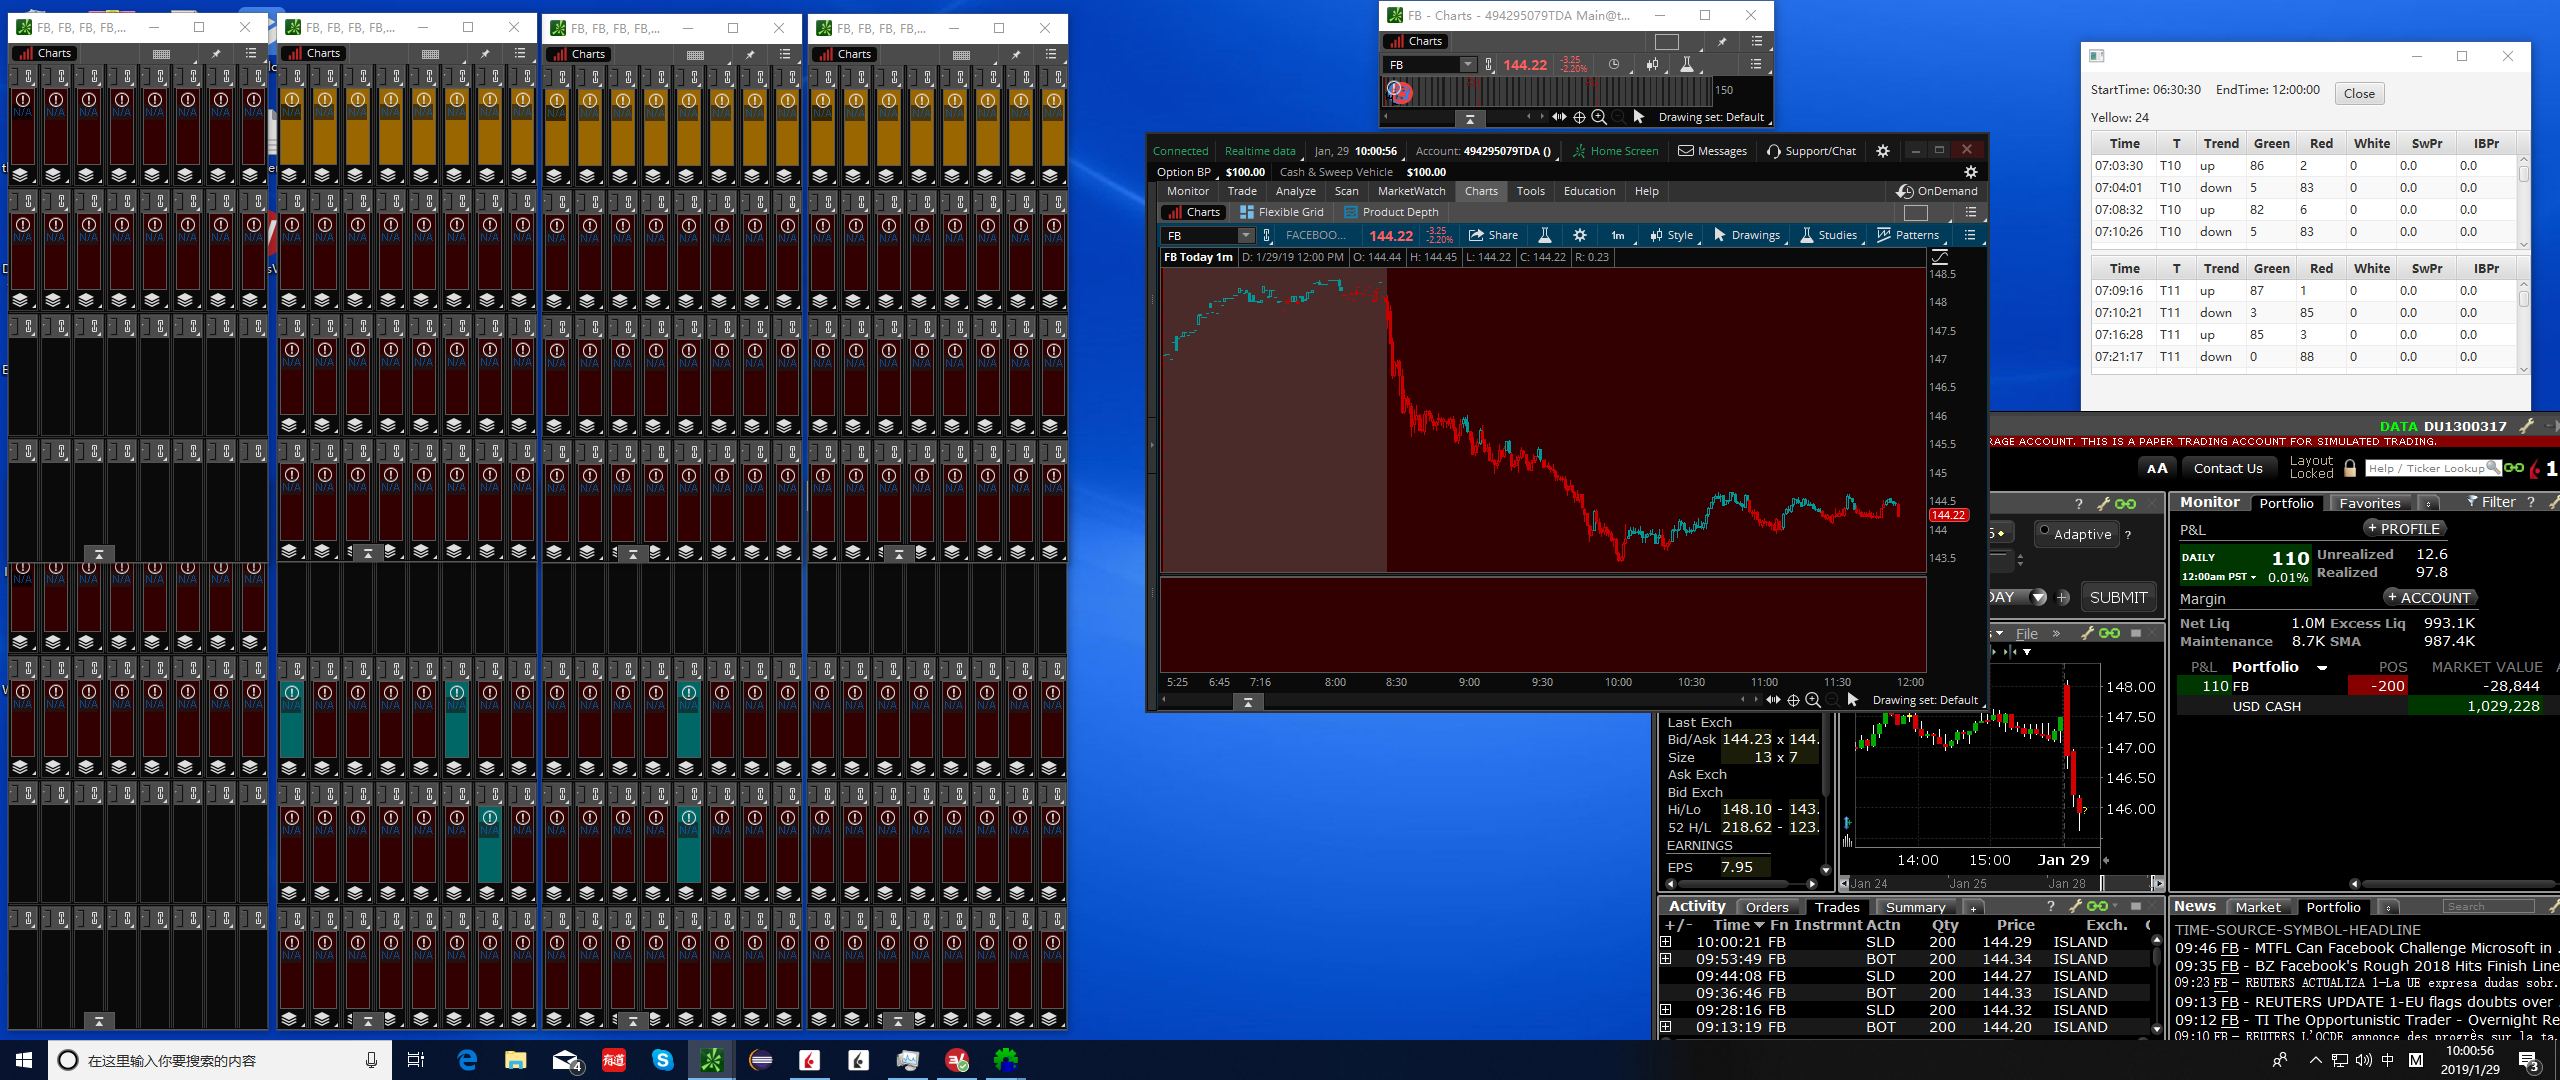 FB, FB, FB, FB,...
Charts
FB, FB, FB, FB,...
Charts
FB, FB, FB, FB,...
Charts
FB, FB, FB, FB,...
Charts
N/A
FB - Charts - 494295079TDA Main@t...
Charts
FB 144.22 -3.25 -2.20%
150
Drawing set: Default
Connected Realtime data Jan, 29 10:00:56 Account: 494295079TDA () Home Screen Messages Support/Chat
Option BP $100.00 Cash & Sweep Vehicle $100.00
Monitor Trade Analyze Scan MarketWatch Charts Tools Education Help OnDemand
Charts Flexible Grid Product Depth
FB FACEBOO... 144.22 -3.25 -2.20% Share 1m Style Drawings Studies Patterns
FB Today 1m D: 1/29/19 12:00 PM O: 144.44 H: 144.45 L: 144.22 C: 144.22 R: 0.23
148.5
148
147.5
147
146.5
146
145.5
145
144.5
144.22
144
143.5
5:25 6:45 7:16 8:00 8:30 9:00 9:30 10:00 10:30 11:00 11:30 12:00
Drawing set: Default
StartTime: 06:30:30 EndTime: 12:00:00 Close
Yellow: 24
Time T Trend Green Red White SwPr IBPr
07:03:30 T10 up 86 2 0 0.0 0.0
07:04:01 T10 down 5 83 0 0.0 0.0
07:08:32 T10 up 82 6 0 0.0 0.0
07:10:26 T10 down 5 83 0 0.0 0.0
Time T Trend Green Red White SwPr IBPr
07:09:16 T11 up 87 1 0 0.0 0.0
07:10:21 T11 down 3 85 0 0.0 0.0
07:16:28 T11 up 85 3 0 0.0 0.0
07:21:17 T11 down 0 88 0 0.0 0.0
DATA DU1300317
RAGE ACCOUNT. THIS IS A PAPER TRADING ACCOUNT FOR SIMULATED TRADING.
AA Contact Us Layout Locked Help / Ticker Lookup 1
Adaptive ?
DAY SUBMIT
File
Monitor Portfolio Favorites Filter ?
P&L + PROFILE
DAILY 110 Unrealized 12.6
12:00am PST 0.01% Realized 97.8
Margin + ACCOUNT
Net Liq 1.0M Excess Liq 993.1K
Maintenance 8.7K SMA 987.4K
P&L Portfolio POS MARKET VALUE
110 FB -200 -28,844
USD CASH 1,029,228
Last Exch
Bid/Ask 144.23 x 144.
Size 13 x 7
Ask Exch
Bid Exch
Hi/Lo 148.10 - 143.
52 H/L 218.62 - 123.
EARNINGS
EPS 7.95
148.00
147.50
147.00
146.50
146.00
14:00 15:00 Jan 29
Jan 24 Jan 25 Jan 28
Activity Orders Trades Summary + ?
+/- Time Fn Instrmnt Actn Qty Price Exch.
10:00:21 FB SLD 200 144.29 ISLAND
09:53:49 FB BOT 200 144.34 ISLAND
09:44:08 FB SLD 200 144.27 ISLAND
09:36:46 FB BOT 200 144.33 ISLAND
09:28:16 FB SLD 200 144.32 ISLAND
09:13:19 FB BOT 200 144.20 ISLAND
News Market Portfolio Search
TIME-SOURCE-SYMBOL-HEADLINE
09:46 FB - MTFL Can Facebook Challenge Microsoft in ..
09:35 FB - BZ Facebook's Rough 2018 Hits Finish Line
09:23 FB - REUTERS ACTUALIZA 1-La UE expresa dudas sobr.
09:13 FB - REUTERS UPDATE 1-EU flags doubts over
09:12 FB - TI The Opportunistic Trader - Overnight Re
09:10 FB - REUTERS L'OCDE annonce des progrès sur la ta.
在这里输入你要搜索的内容
4
有道
中 M
10:00:56
2019/1/29
3